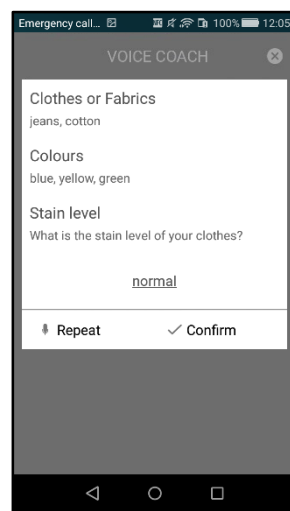 Emergency call... 100% 12:05
VOICE COACH
Clothes or Fabrics
jeans, cotton
Colours
blue, yellow, green
Stain level
What is the stain level of your clothes?
normal
Repeat Confirm